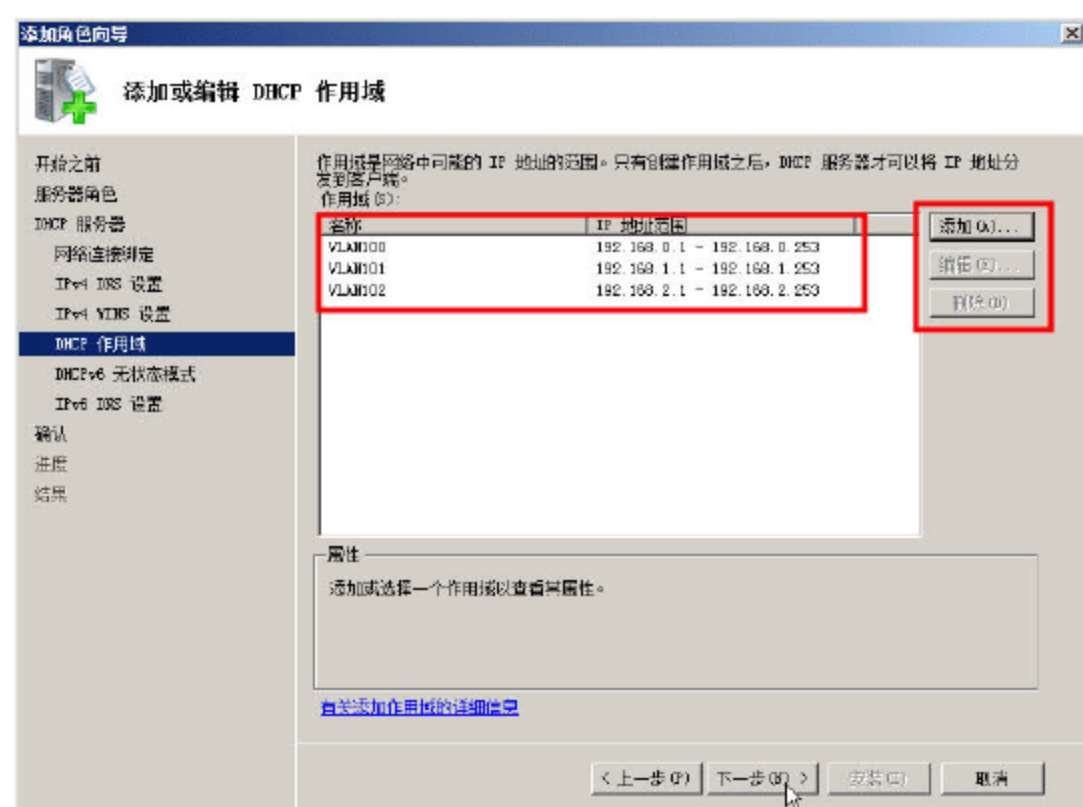 添加角色向导
添加或编辑 DHCP 作用域
开始之前
服务器角色
DHCP 服务器
网络连接绑定
IPv4 DNS 设置
IPv4 WINS 设置
DHCP 作用域
DHCPv6 无状态模式
IPv6 DNS 设置
确认
进度
结果
作用域是网络中可能的 IP 地址的范围。只有创建作用域之后，DHCP 服务器才可以将 IP 地址分
发到客户端。
作用域(S):
名称 IP 地址范围
VLAN100 192.168.0.1 - 192.168.0.253
VLAN101 192.168.1.1 - 192.168.1.253
VLAN102 192.168.2.1 - 192.168.2.253
添加(A)...
编辑(E)...
删除(D)
属性
添加或选择一个作用域以查看其属性。
有关添加作用域的详细信息
< 上一步(P) 下一步(N) > 安装(I) 取消